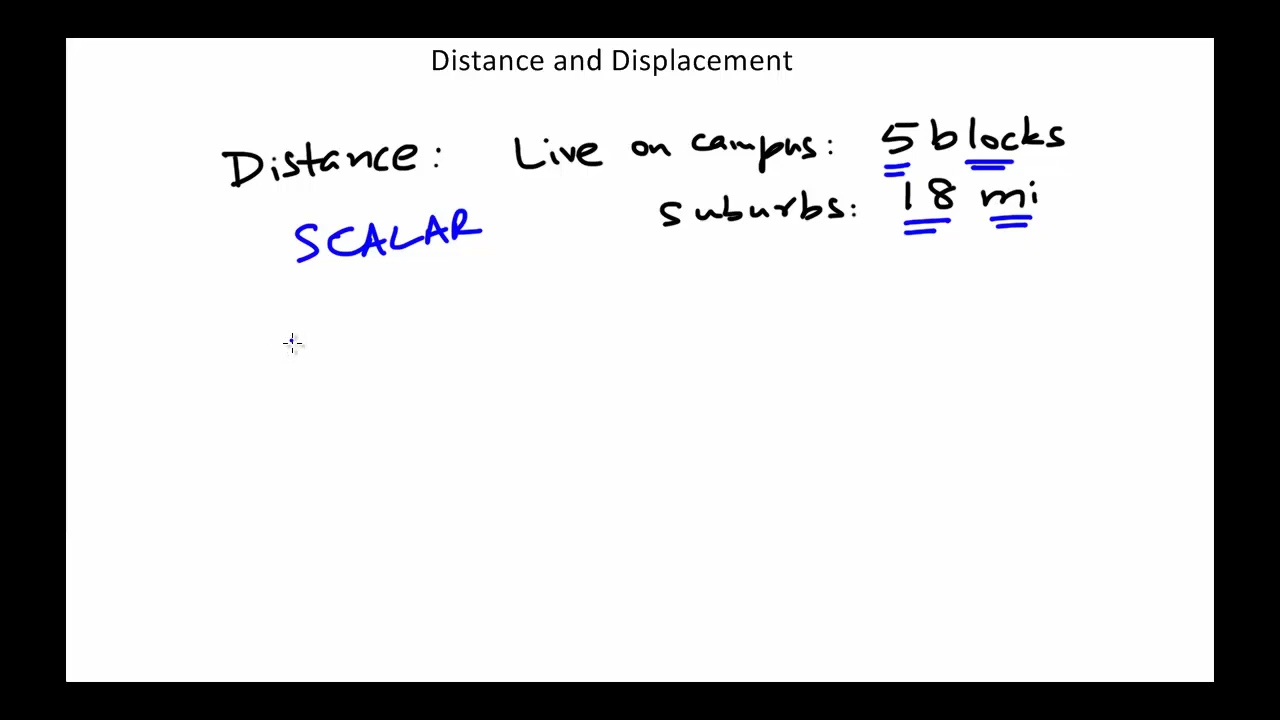 Distance and Displacement
Distance: Live on campus: 5 blocks
suburbs: 18 mi
SCALAR